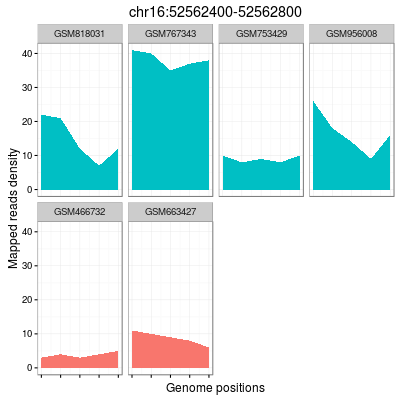 chr16:52562400-52562800
GSM818031 GSM767343 GSM753429 GSM956008
40
30
20
10
0
Mapped reads density
GSM466732 GSM663427
40
30
20
10
0
Genome positions